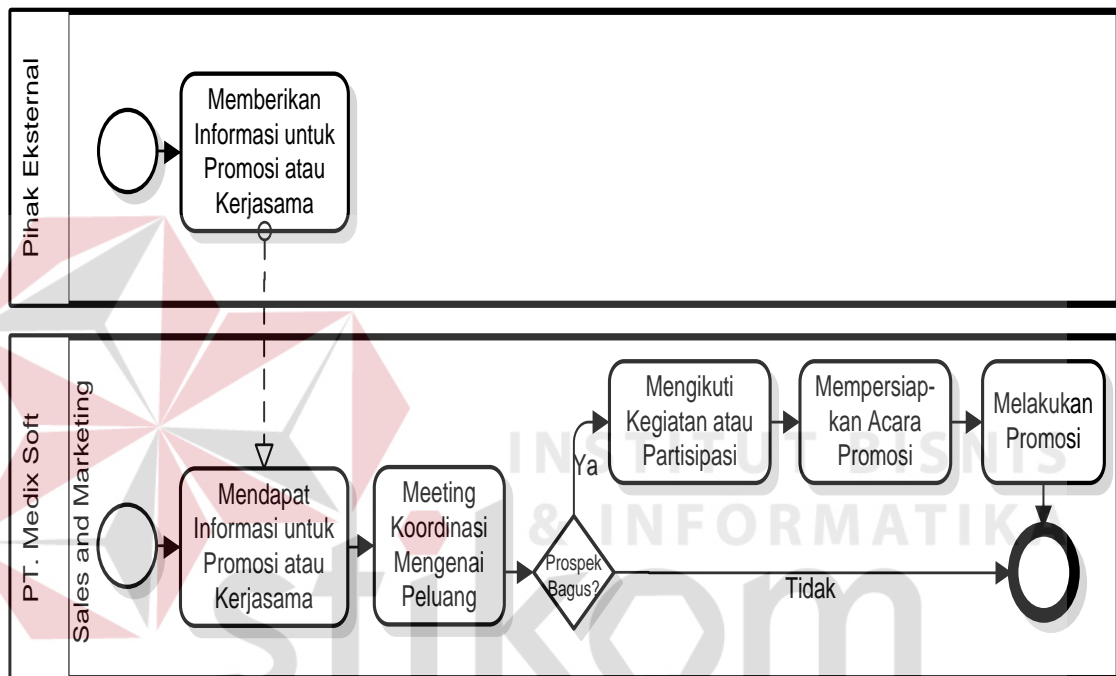 Pihak Eksternal
Memberikan
Informasi untuk
Promosi atau
Kerjasama
PT. Medix Soft
Sales and Marketing
Mendapat
Informasi untuk
Promosi atau
Kerjasama
Meeting
Koordinasi
Mengenai
Peluang
Prospek
Bagus?
Ya
Mengikuti
Kegiatan atau
Partisipasi
Mempersiap-
kan Acara
Promosi
Melakukan
Promosi
Tidak
INSTITUT BISNIS
& INFORMATIKA
stikom